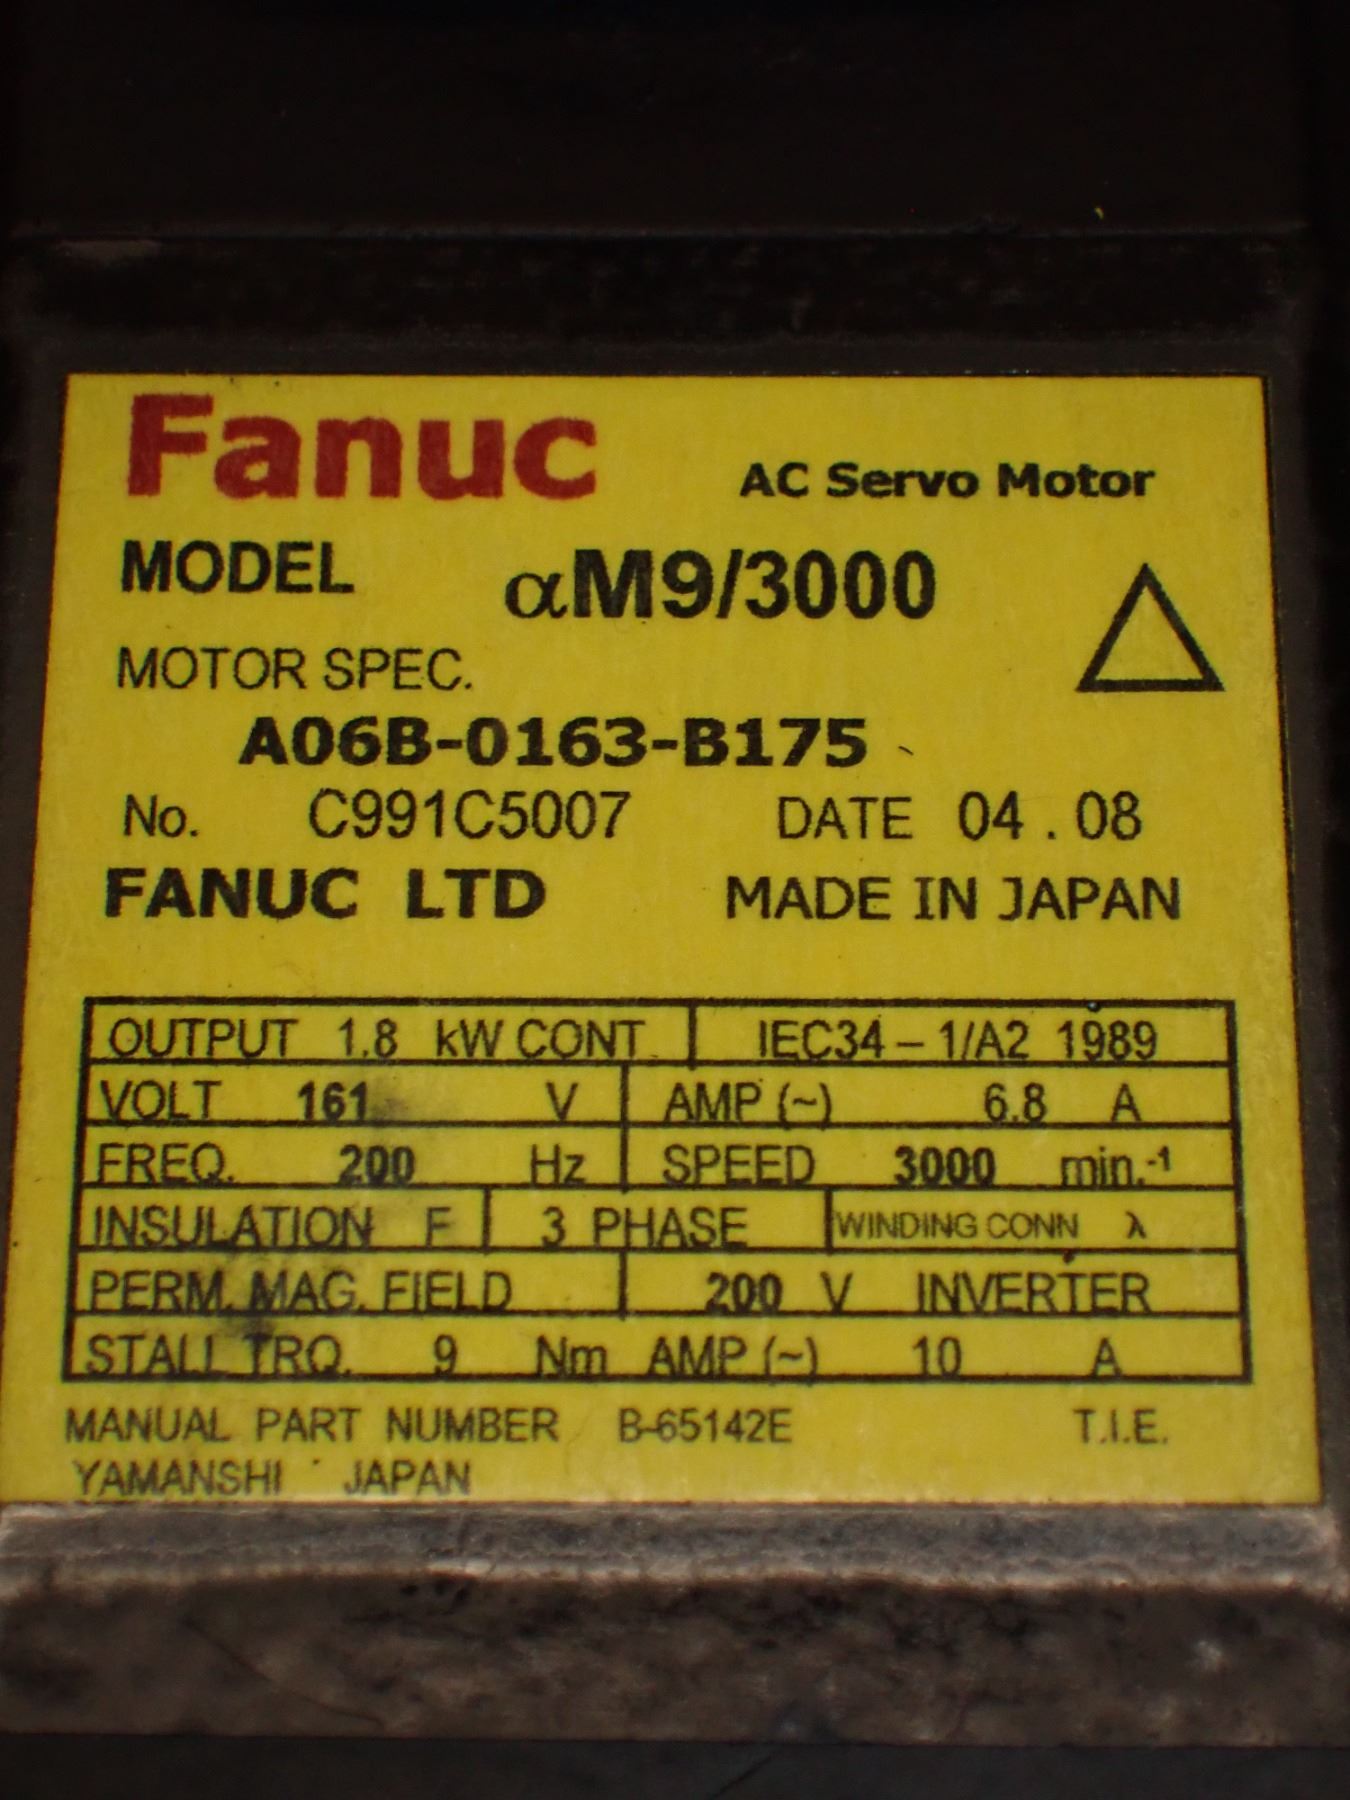 Fanuc AC Servo Motor
MODEL αM9/3000
MOTOR SPEC.
A06B-0163-B175
No. C991C5007 DATE 04.08
FANUC LTD MADE IN JAPAN
OUTPUT 1.8 kW CONT IEC34-1/A2 1989
VOLT 161 V AMP (~) 6.8 A
FREQ. 200 Hz SPEED 3000 min.-1
INSULATION F 3 PHASE WINDING CONN λ
PERM. MAG. FIELD 200 V INVERTER
STALL TRQ. 9 Nm AMP (~) 10 A
MANUAL PART NUMBER B-65142E T.I.E.
YAMANSHI JAPAN